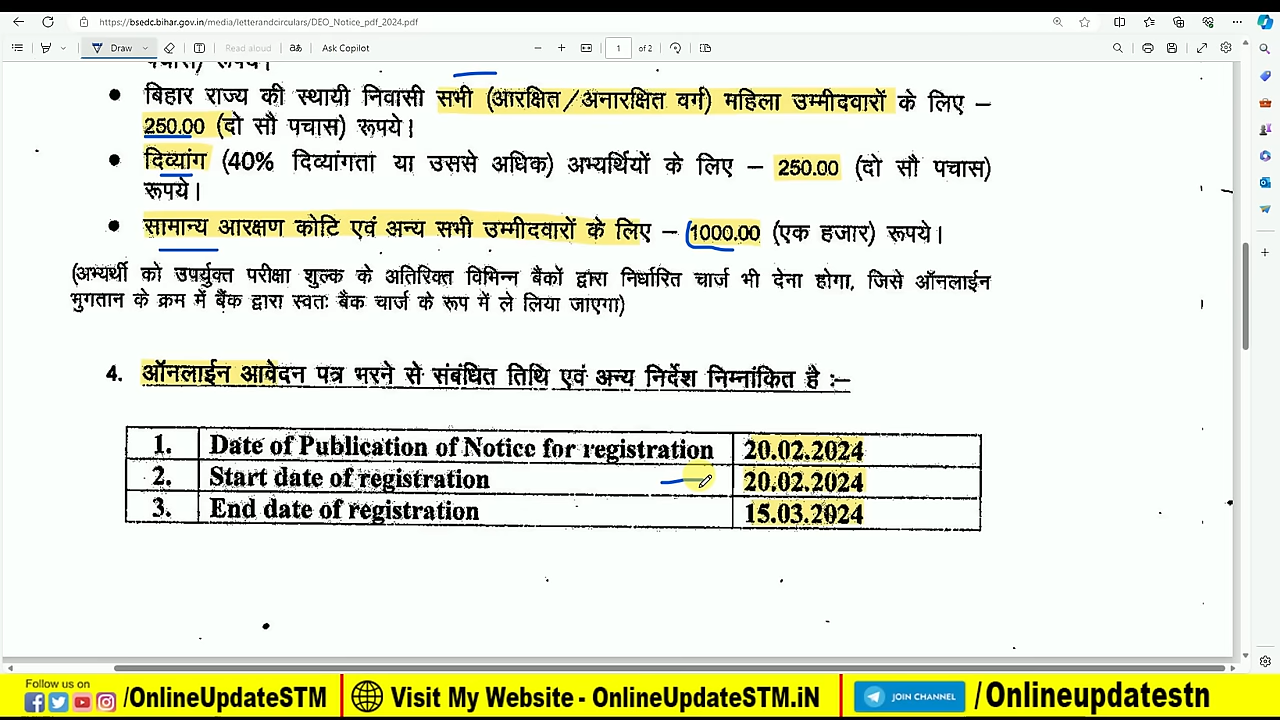 https://bsedc.bihar.gov.in/media/letterandcirculars/DEO_Notice_pdf_2024.pdf
Draw
Read aloud
aあ
Ask Copilot
1 of 2
पचास) रूपये।
बिहार राज्य की स्थायी निवासी सभी (आरक्षित/अनारक्षित वर्ग) महिला उम्मीदवारों के लिए –
250.00 (दो सौ पचास) रूपये।
दिव्यांग (40% दिव्यांगता या उससे अधिक) अभ्यर्थियों के लिए – 250.00 (दो सौ पचास)
रूपये।
सामान्य आरक्षण कोटि एवं अन्य सभी उम्मीदवारों के लिए – 1000.00 (एक हजार) रूपये।
(अभ्यर्थी को उपर्युक्त परीक्षा शुल्क के अतिरिक्त विभिन्न बैंकों द्वारा निर्धारित चार्ज भी देना होगा, जिसे ऑनलाईन
भुगतान के क्रम में बैंक द्वारा स्वतः बैंक चार्ज के रूप में ले लिया जाएगा)
4. ऑनलाईन आवेदन पत्र भरने से संबंधित तिथि एवं अन्य निर्देश निम्नांकित है :–
1. Date of Publication of Notice for registration 20.02.2024
2. Start date of registration 20.02.2024
3. End date of registration 15.03.2024
Follow us on
/OnlineUpdateSTM
Visit My Website - OnlineUpdateSTM.iN
JOIN CHANNEL
/Onlineupdatestn